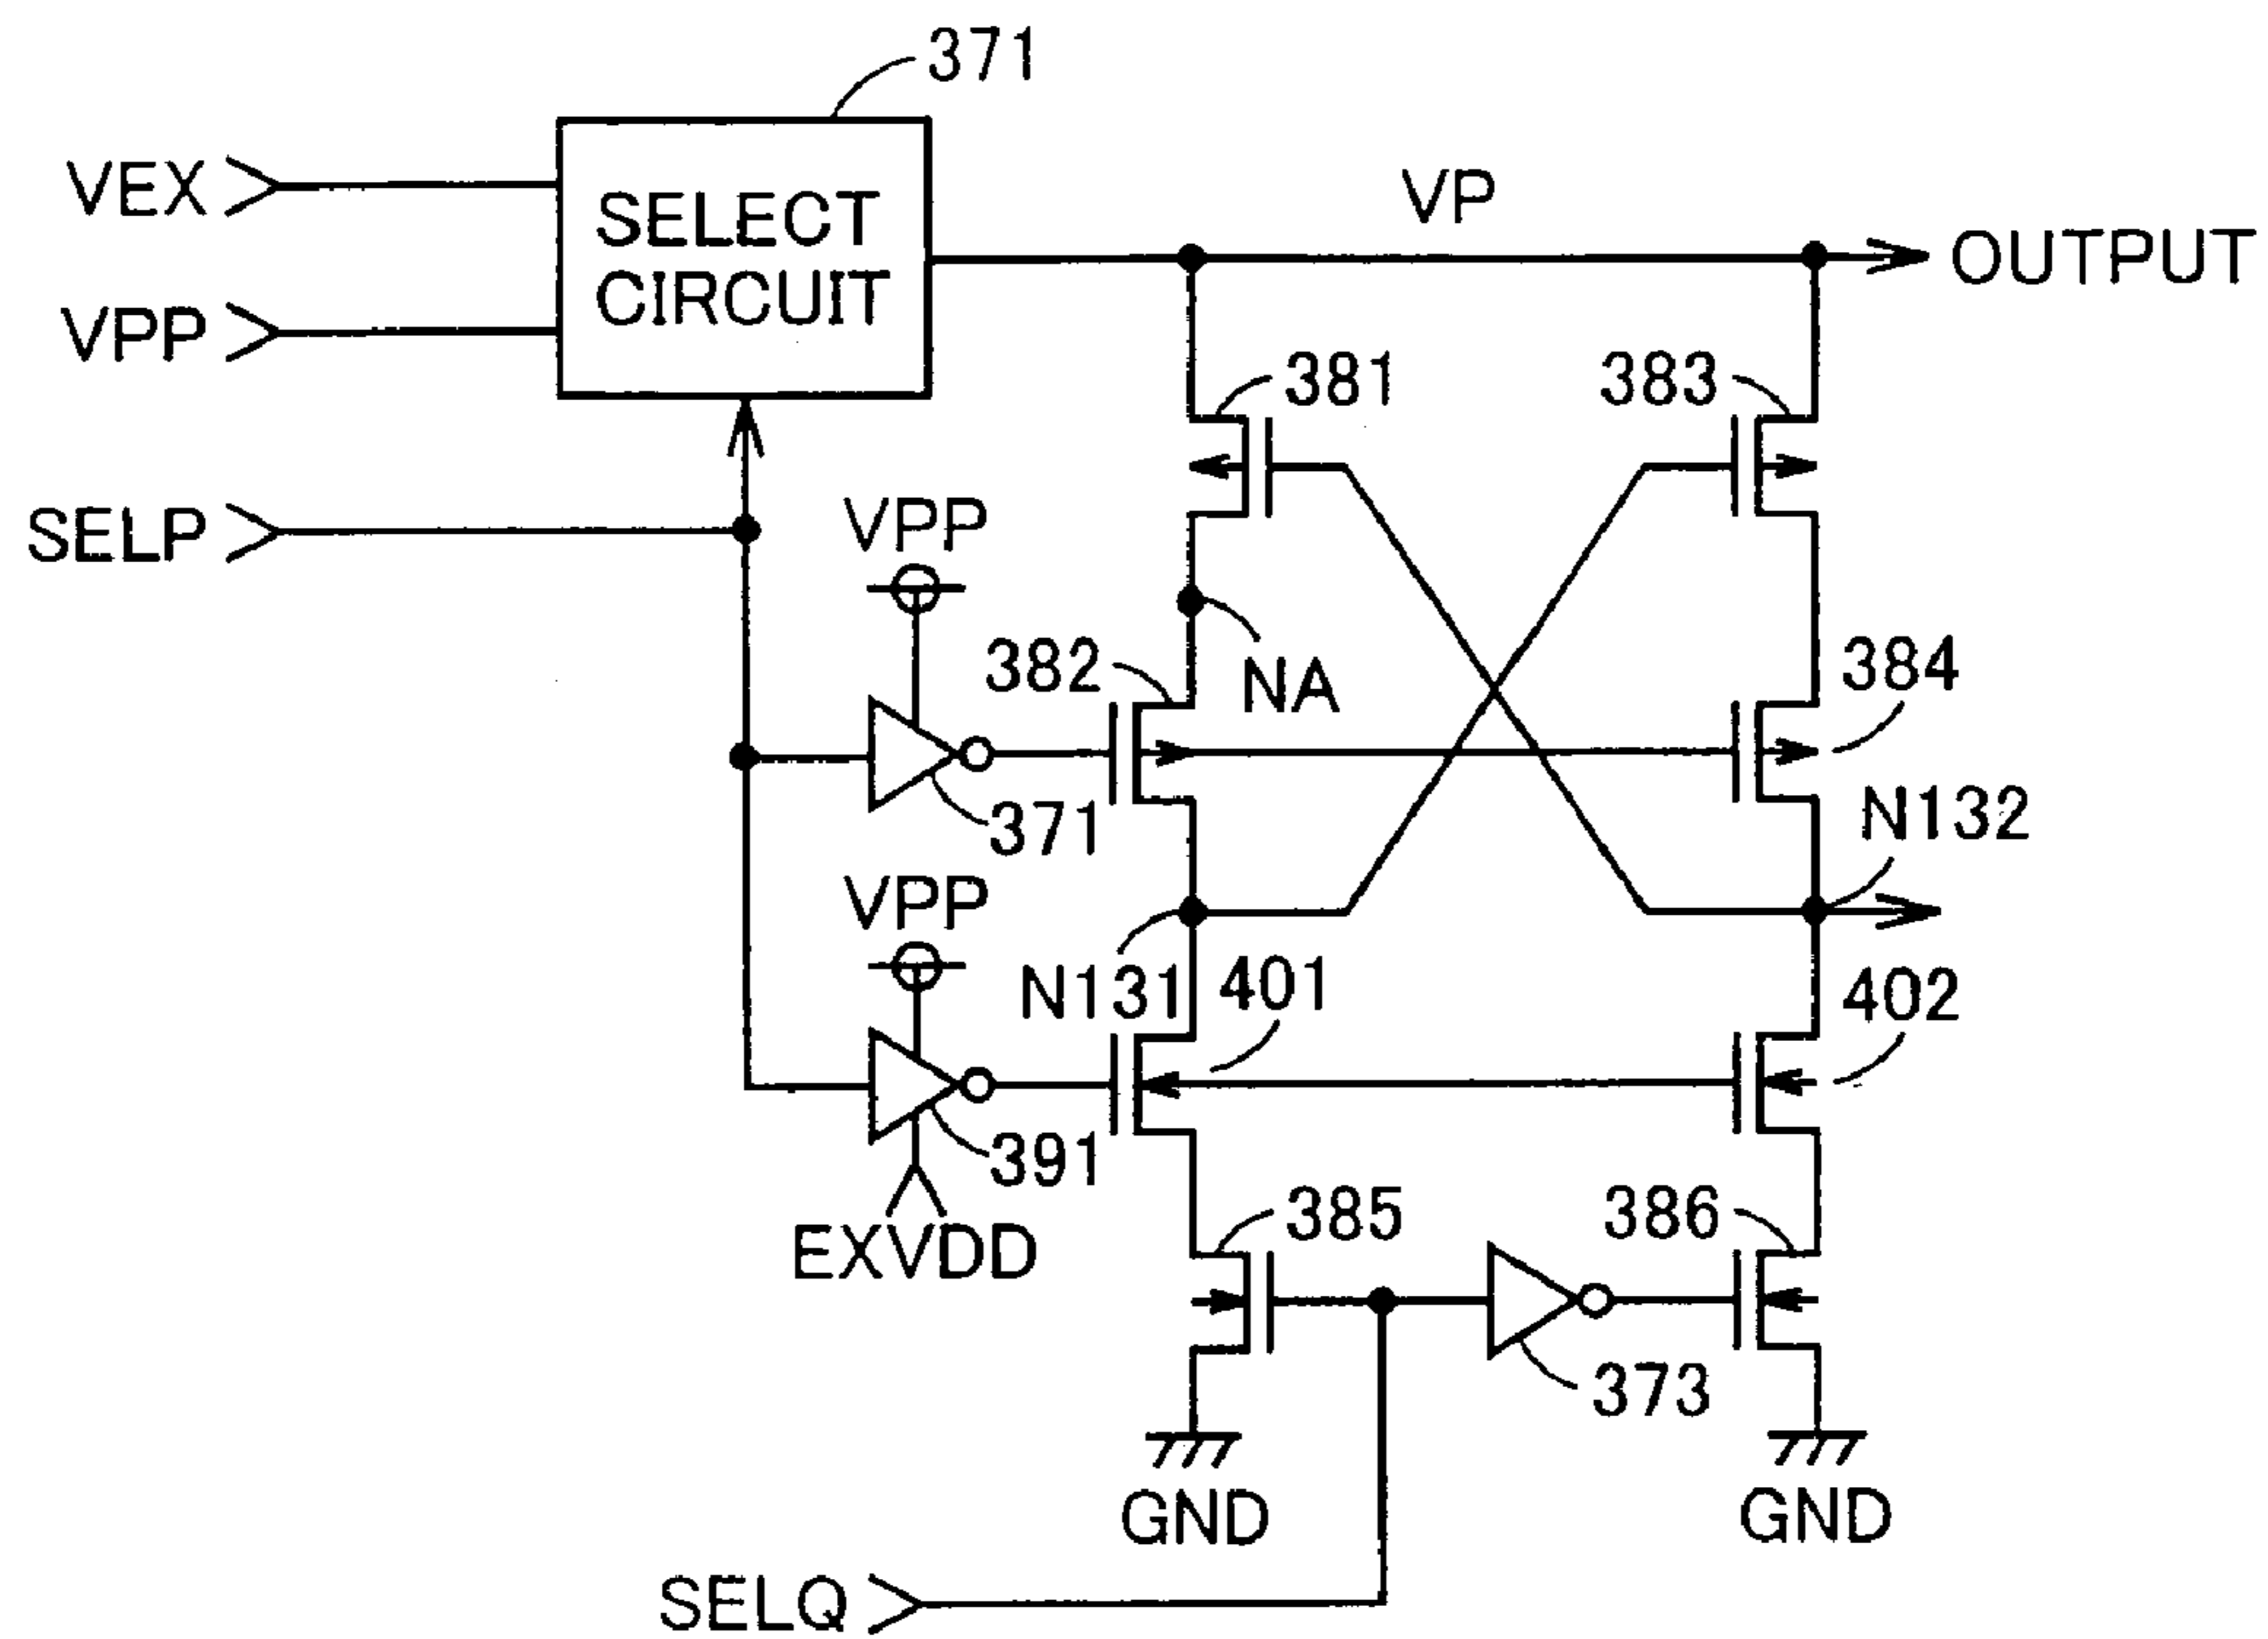 371
VEX
SELECT
CIRCUIT
VP
OUTPUT
VPP
381
383
SELP
VPP
382
NA
384
371
N132
VPP
N131
401
402
391
EXVDD
385
386
373
GND
GND
SELQ